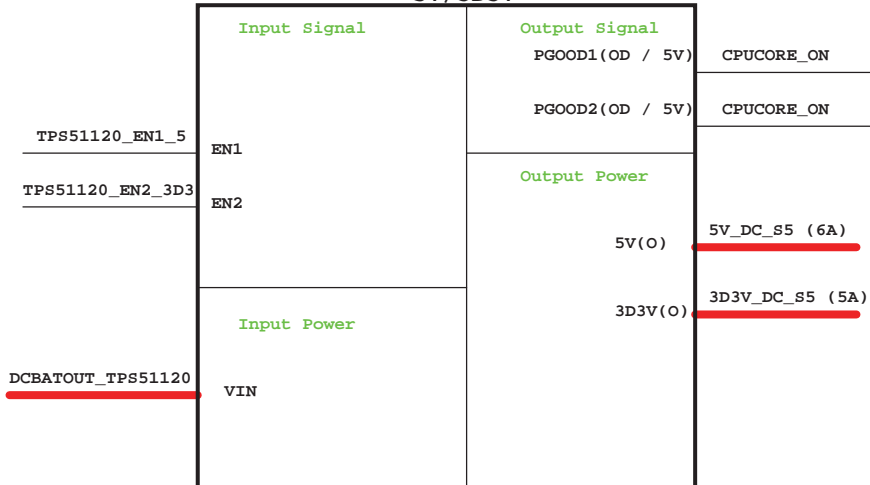 Input Signal
Output Signal
PGOOD1(OD / 5V)
CPUCORE_ON
PGOOD2(OD / 5V)
CPUCORE_ON
TPS51120_EN1_5
EN1
TPS51120_EN2_3D3
EN2
Output Power
5V(O)
5V_DC_S5 (6A)
3D3V(O)
3D3V_DC_S5 (5A)
Input Power
DCBATOUT_TPS51120
VIN